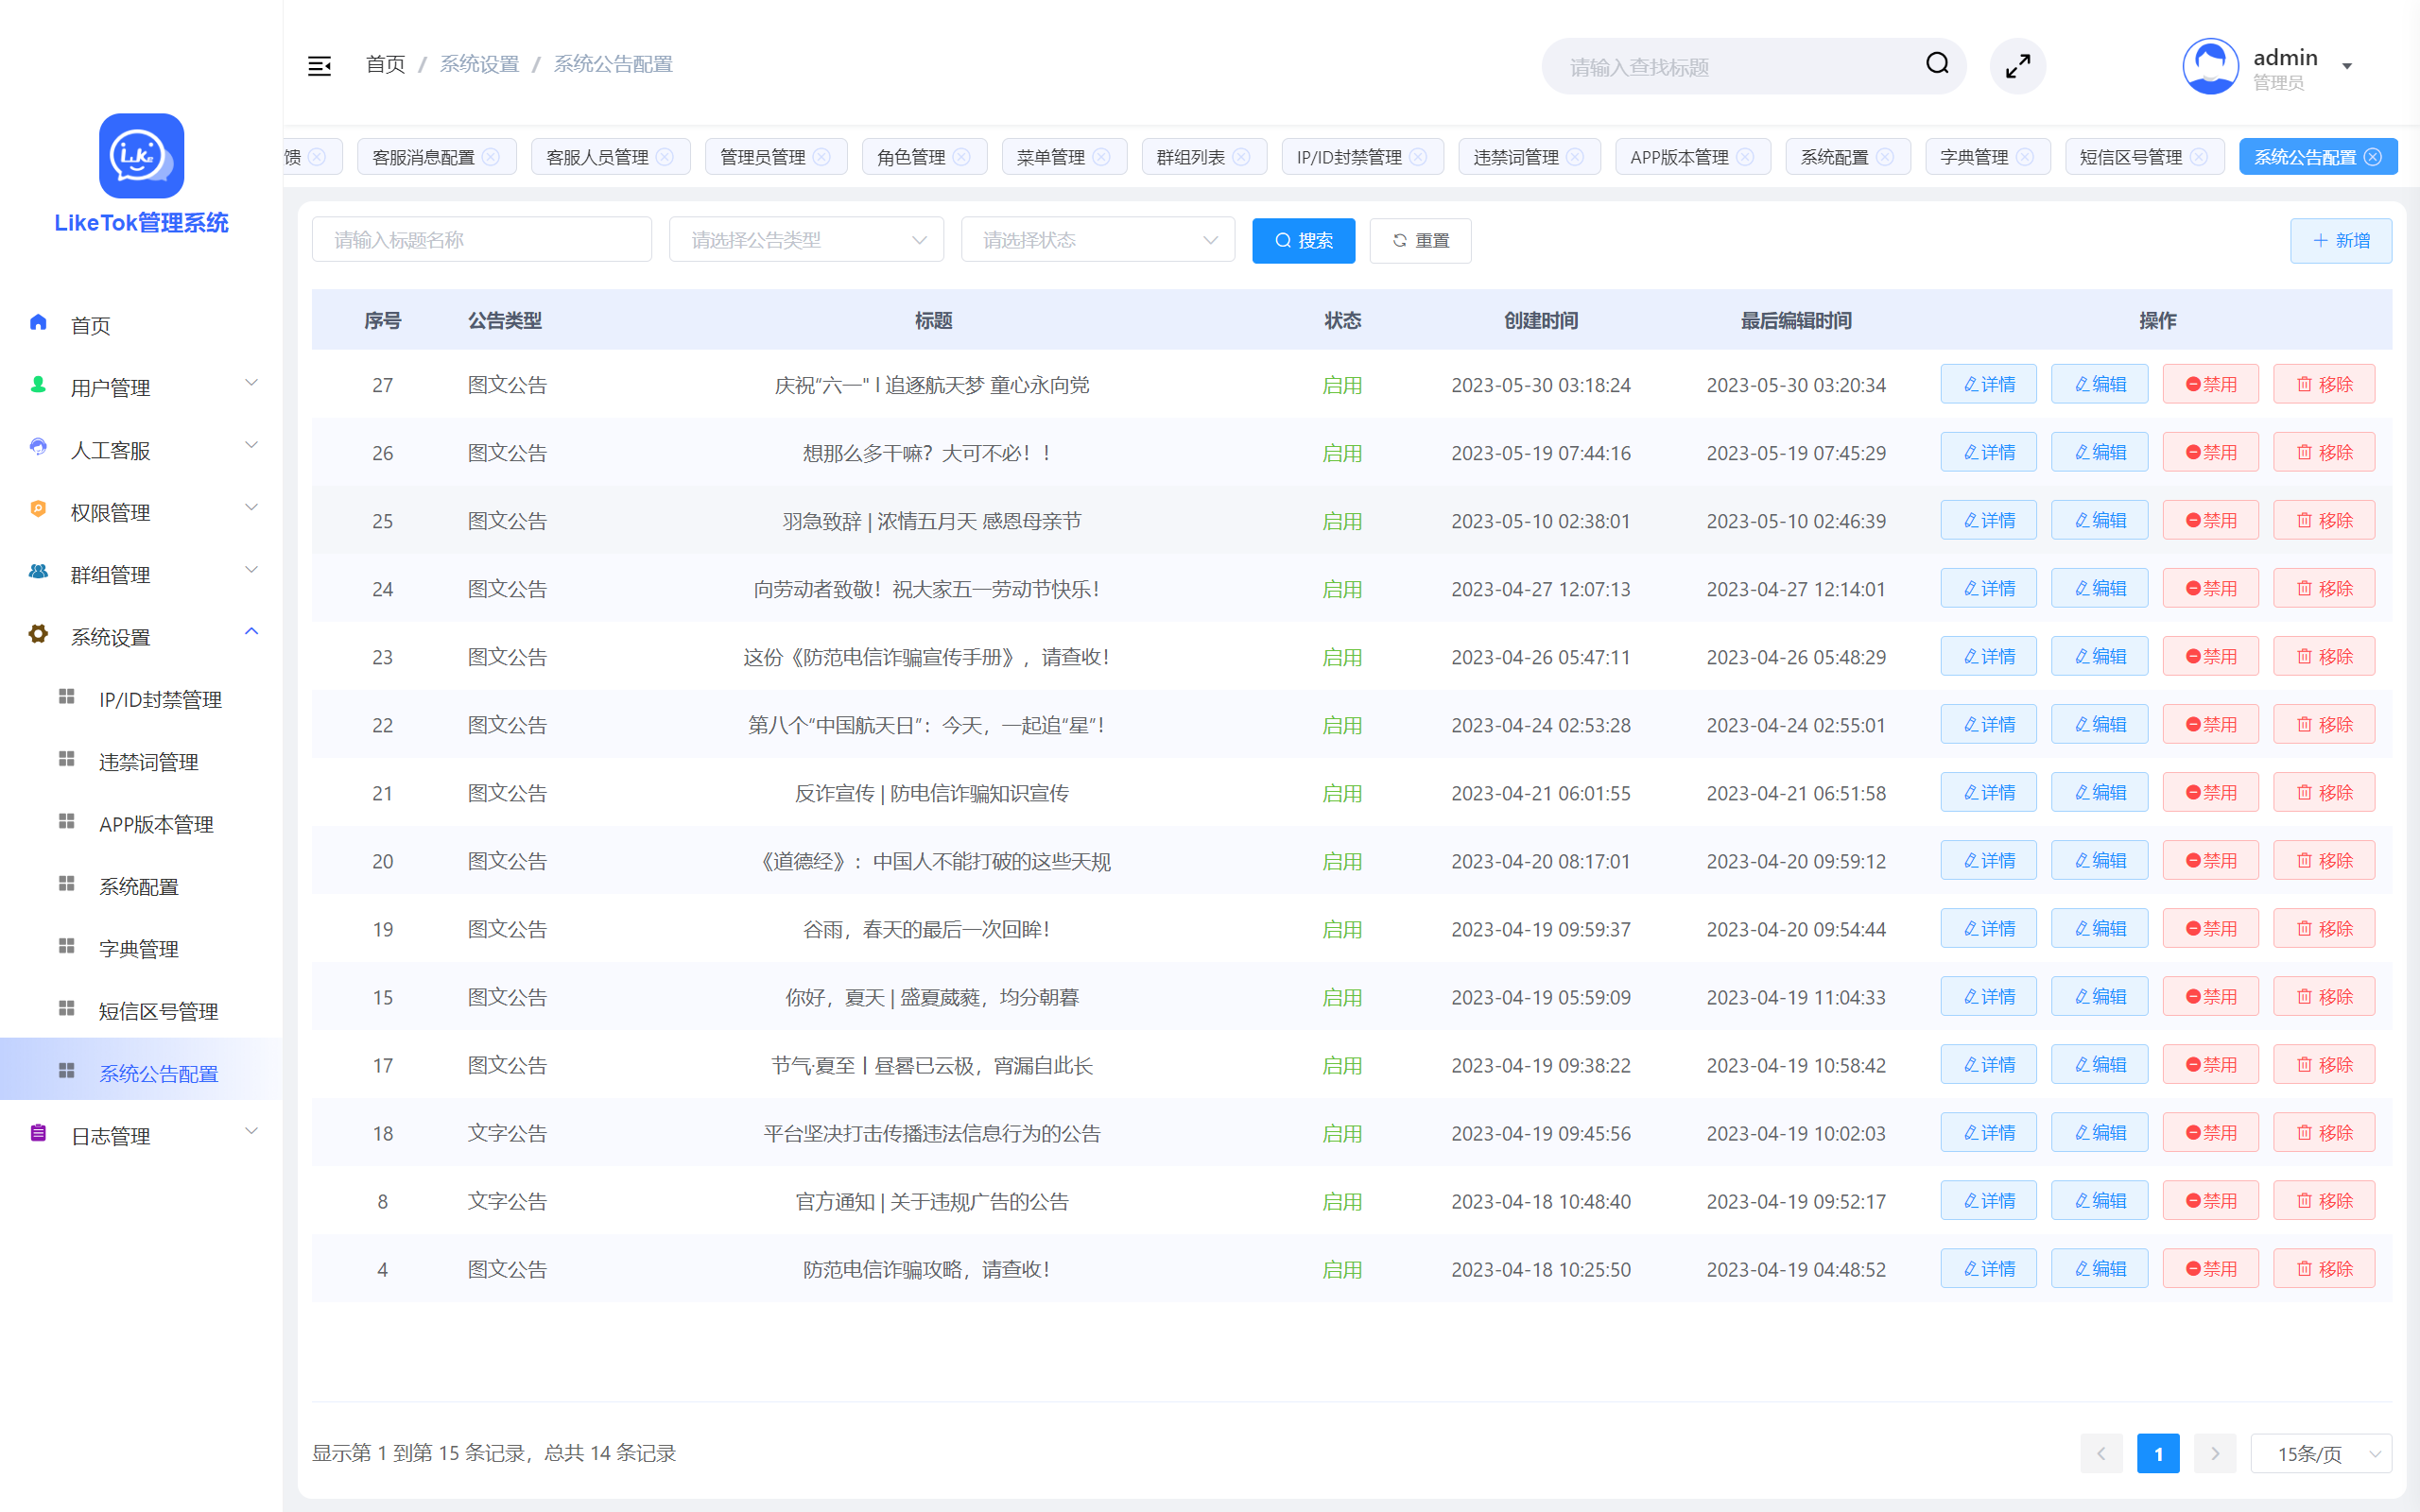 首页 / 系统设置 / 系统公告配置
请输入查找标题
admin
管理员
Like
LikeTok管理系统
馈 客服消息配置 客服人员管理 管理员管理 角色管理 菜单管理 群组列表 IP/ID封禁管理 违禁词管理 APP版本管理 系统配置 字典管理 短信区号管理 系统公告配置
首页
用户管理
人工客服
权限管理
群组管理
系统设置
IP/ID封禁管理
违禁词管理
APP版本管理
系统配置
字典管理
短信区号管理
系统公告配置
日志管理
请输入标题名称 请选择公告类型 请选择状态 搜索 重置 新增
序号 公告类型 标题 状态 创建时间 最后编辑时间 操作
27 图文公告 庆祝“六一" l 追逐航天梦 童心永向党 启用 2023-05-30 03:18:24 2023-05-30 03:20:34 详情 编辑 禁用 移除
26 图文公告 想那么多干嘛？大可不必！！ 启用 2023-05-19 07:44:16 2023-05-19 07:45:29 详情 编辑 禁用 移除
25 图文公告 羽急致辞 | 浓情五月天 感恩母亲节 启用 2023-05-10 02:38:01 2023-05-10 02:46:39 详情 编辑 禁用 移除
24 图文公告 向劳动者致敬！祝大家五一劳动节快乐！ 启用 2023-04-27 12:07:13 2023-04-27 12:14:01 详情 编辑 禁用 移除
23 图文公告 这份《防范电信诈骗宣传手册》，请查收！ 启用 2023-04-26 05:47:11 2023-04-26 05:48:29 详情 编辑 禁用 移除
22 图文公告 第八个“中国航天日”：今天，一起追“星”！ 启用 2023-04-24 02:53:28 2023-04-24 02:55:01 详情 编辑 禁用 移除
21 图文公告 反诈宣传 | 防电信诈骗知识宣传 启用 2023-04-21 06:01:55 2023-04-21 06:51:58 详情 编辑 禁用 移除
20 图文公告 《道德经》：中国人不能打破的这些天规 启用 2023-04-20 08:17:01 2023-04-20 09:59:12 详情 编辑 禁用 移除
19 图文公告 谷雨，春天的最后一次回眸！ 启用 2023-04-19 09:59:37 2023-04-20 09:54:44 详情 编辑 禁用 移除
15 图文公告 你好，夏天 | 盛夏葳蕤，均分朝暮 启用 2023-04-19 05:59:09 2023-04-19 11:04:33 详情 编辑 禁用 移除
17 图文公告 节气·夏至丨昼晷已云极，宵漏自此长 启用 2023-04-19 09:38:22 2023-04-19 10:58:42 详情 编辑 禁用 移除
18 文字公告 平台坚决打击传播违法信息行为的公告 启用 2023-04-19 09:45:56 2023-04-19 10:02:03 详情 编辑 禁用 移除
8 文字公告 官方通知 | 关于违规广告的公告 启用 2023-04-18 10:48:40 2023-04-19 09:52:17 详情 编辑 禁用 移除
4 图文公告 防范电信诈骗攻略，请查收！ 启用 2023-04-18 10:25:50 2023-04-19 04:48:52 详情 编辑 禁用 移除
显示第 1 到第 15 条记录，总共 14 条记录
1 15条/页